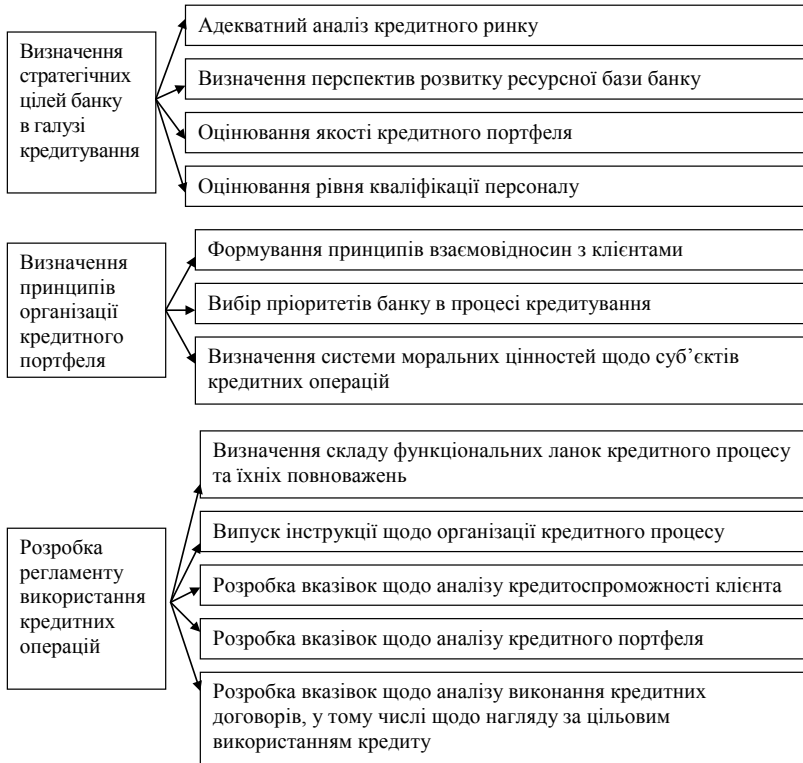 Визначення
стратегічних
цілей банку
в галузі
кредитування
Адекватний аналіз кредитного ринку
Визначення перспектив розвитку ресурсної бази банку
Оцінювання якості кредитного портфеля
Оцінювання рівня кваліфікації персоналу
Визначення
принципів
організації
кредитного
портфеля
Формування принципів взаємовідносин з клієнтами
Вибір пріоритетів банку в процесі кредитування
Визначення системи моральних цінностей щодо суб’єктів
кредитних операцій
Розробка
регламенту
використання
кредитних
операцій
Визначення складу функціональних ланок кредитного процесу
та їхніх повноважень
Випуск інструкції щодо організації кредитного процесу
Розробка вказівок щодо аналізу кредитоспроможності клієнта
Розробка вказівок щодо аналізу кредитного портфеля
Розробка вказівок щодо аналізу виконання кредитних
договорів, у тому числі щодо нагляду за цільовим
використанням кредиту